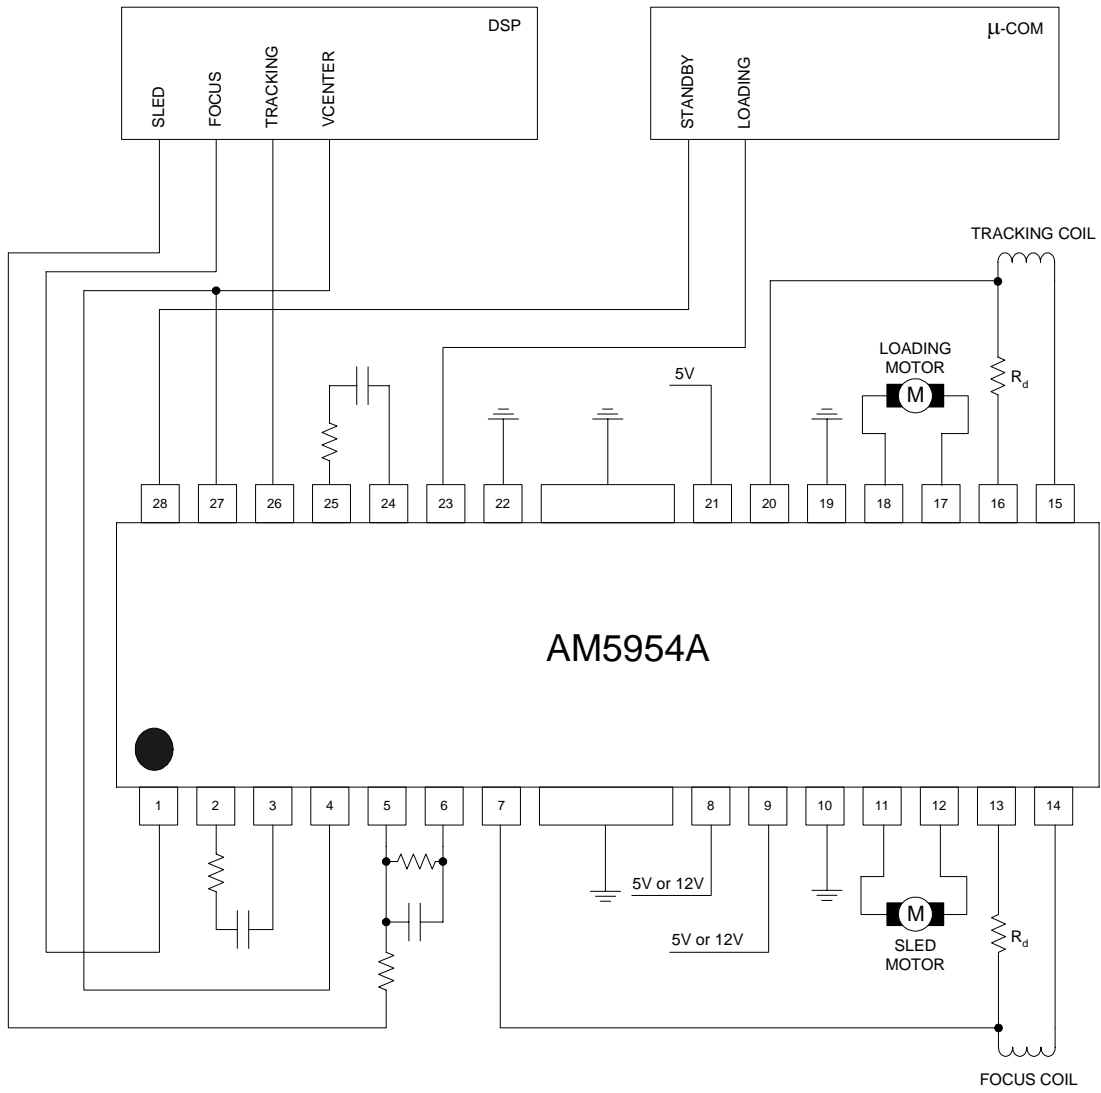 DSP
μ-COM
SLED
FOCUS
TRACKING
VCENTER
STANDBY
LOADING
TRACKING COIL
LOADING
MOTOR
M
Rd
5V
28
27
26
25
24
23
22
21
20
19
18
17
16
15
AM5954A
1
2
3
4
5
6
7
8
9
10
11
12
13
14
5V or 12V
5V or 12V
M
SLED
MOTOR
Rd
FOCUS COIL